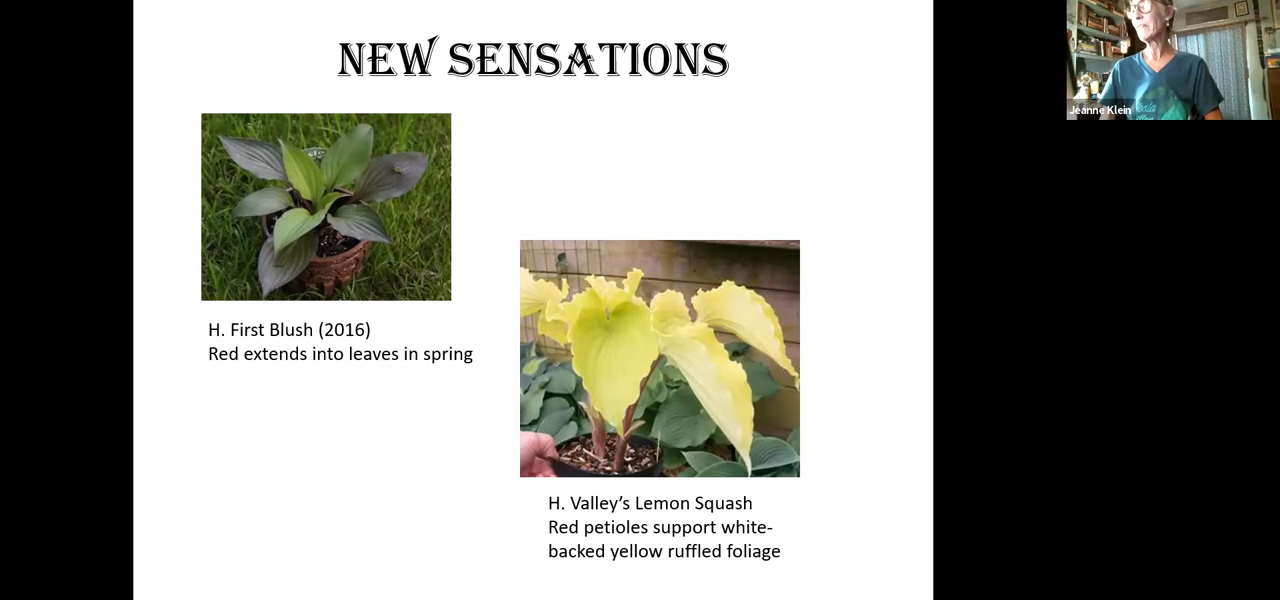 NEW SENSATIONS
Jeanne Klein
H. First Blush (2016)
Red extends into leaves in spring
H. Valley's Lemon Squash
Red petioles support white-
backed yellow ruffled foliage